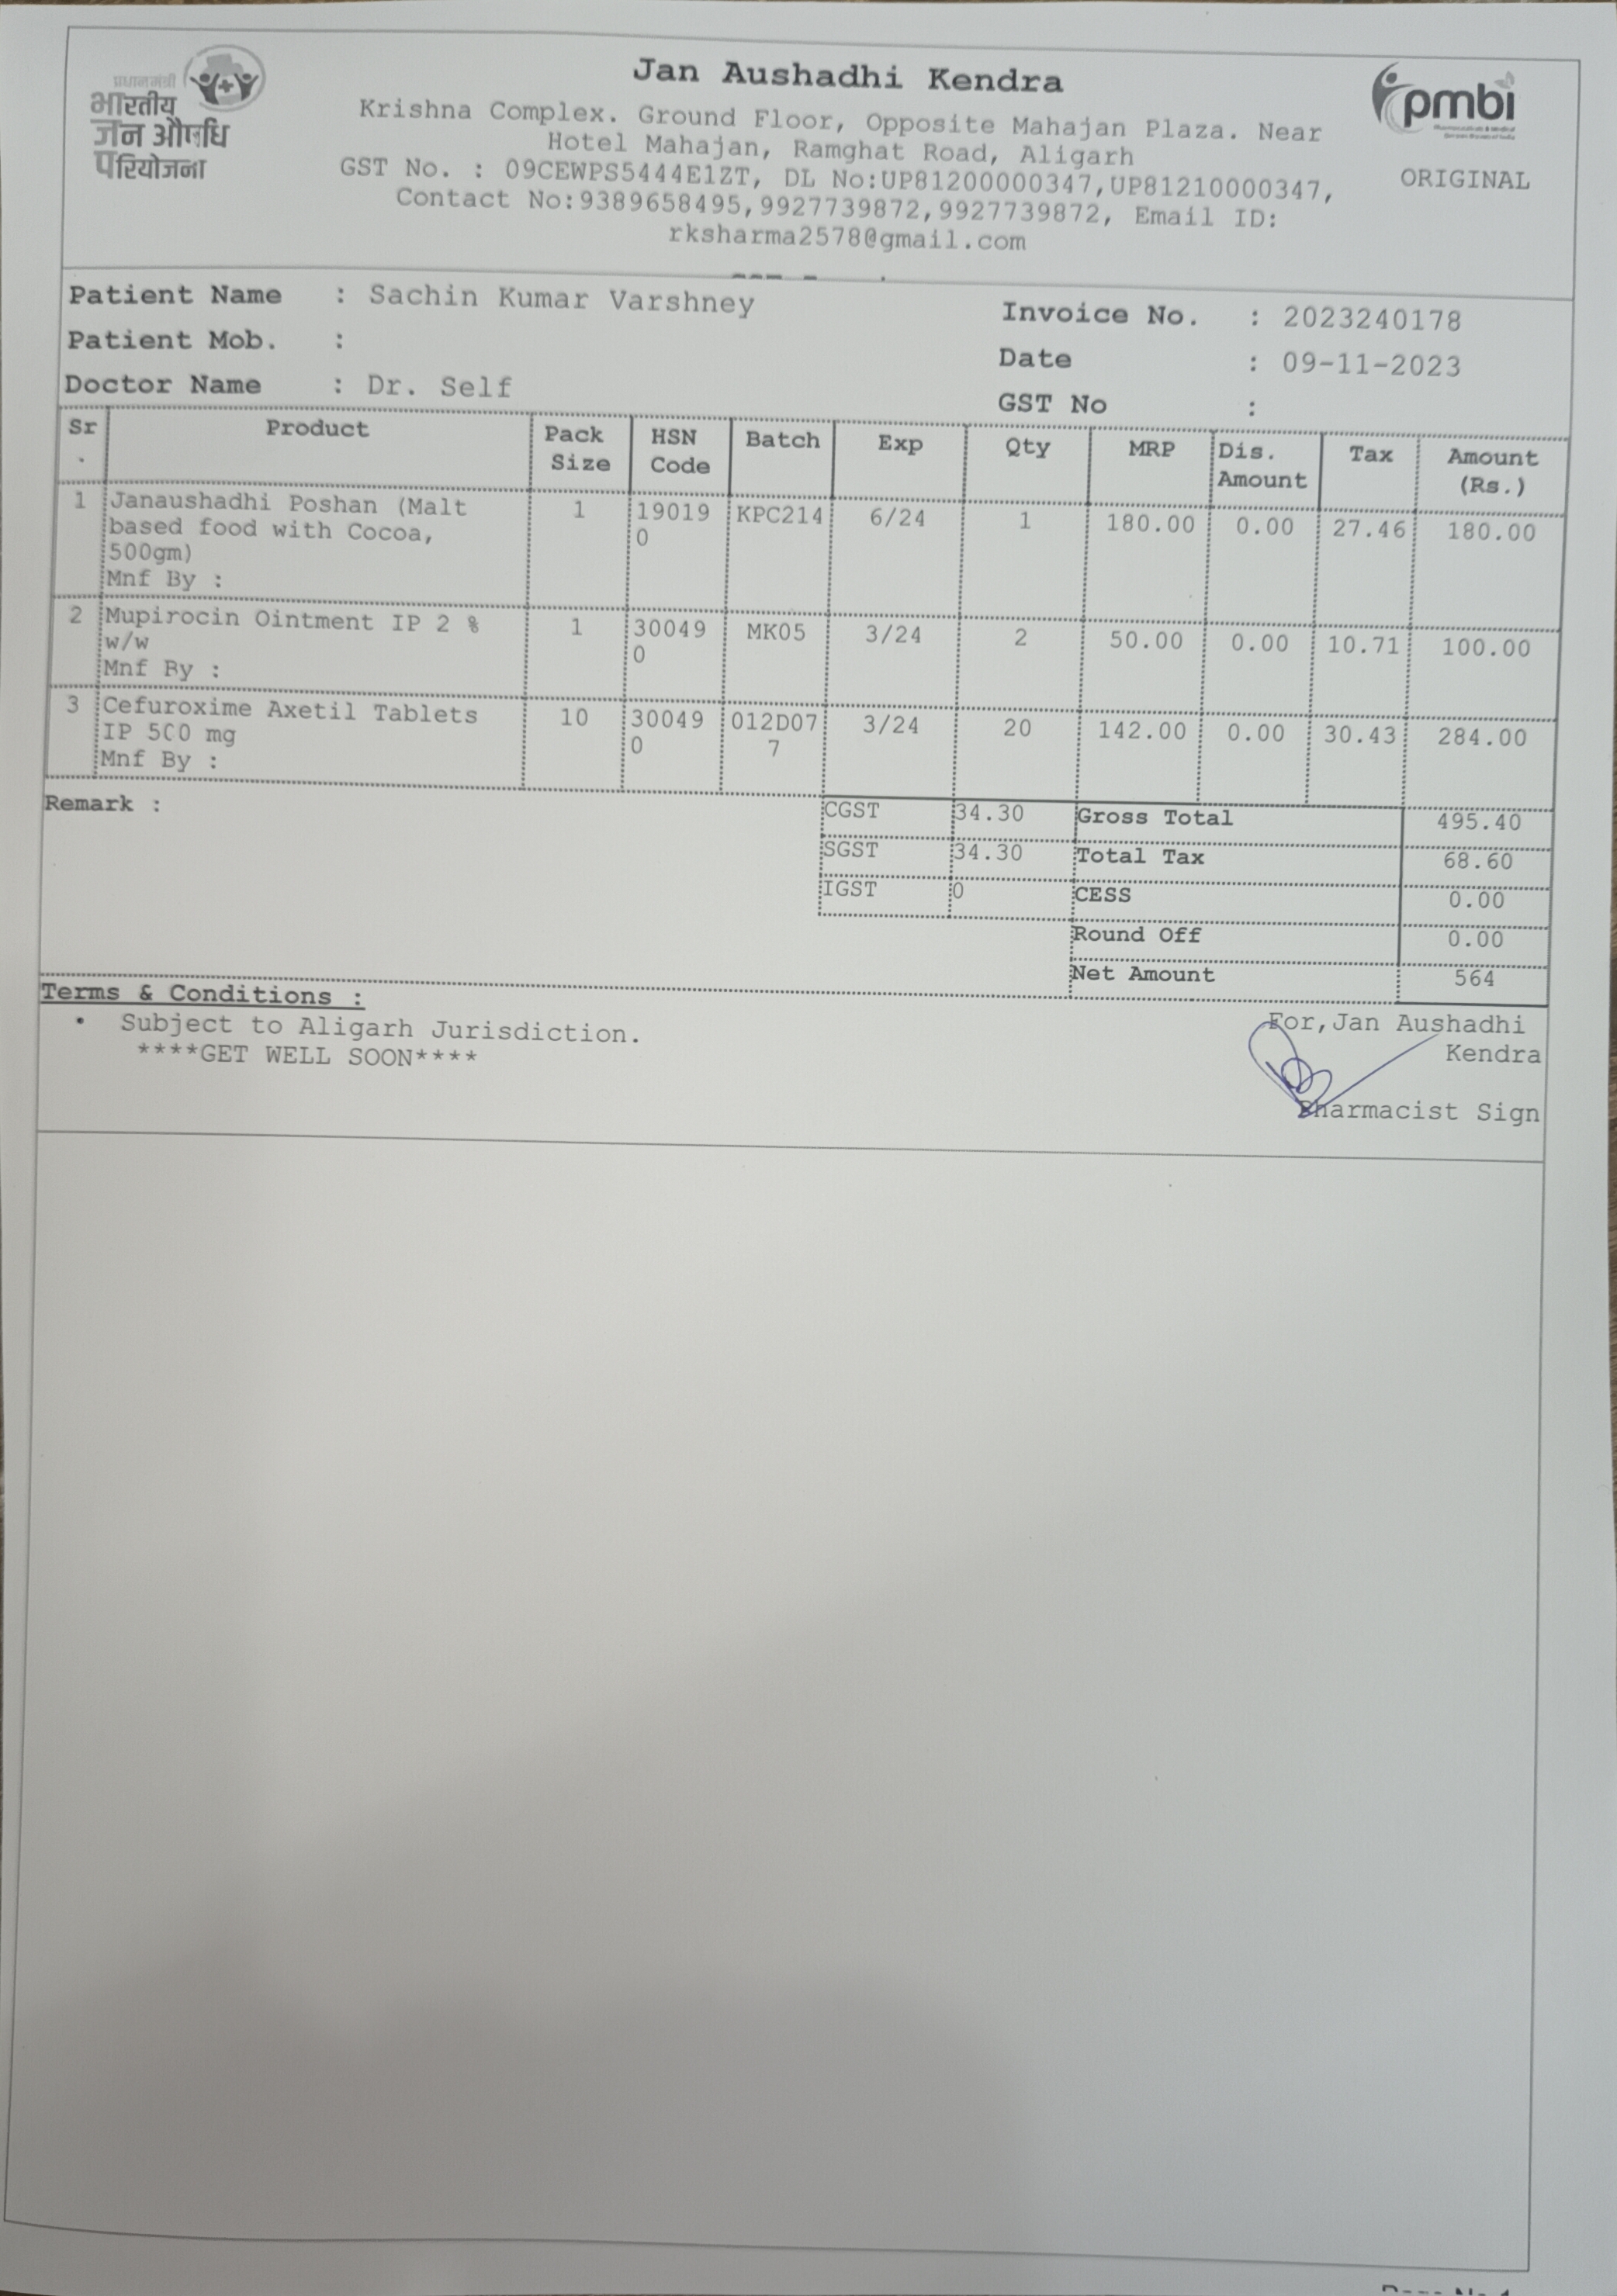 प्रधानमंत्री
भारतीय
जन औषधि
परियोजना
Jan Aushadhi Kendra
Krishna Complex. Ground Floor, Opposite Mahajan Plaza. Near
Hotel Mahajan, Ramghat Road, Aligarh
GST No. : 09CEWPS5444E1ZT, DL No:UP81200000347,UP81210000347,
Contact No:9389658495,9927739872,9927739872, Email ID:
rksharma2578@gmail.com
pmbi
ORIGINAL
Patient Name : Sachin Kumar Varshney
Patient Mob. :
Doctor Name : Dr. Self
Invoice No. : 2023240178
Date : 09-11-2023
GST No :
Sr . Product Pack Size HSN Code Batch Exp Qty MRP Dis. Amount Tax Amount (Rs.)
1 Janaushadhi Poshan (Malt 1 19019 KPC214 6/24 1 180.00 0.00 27.46 180.00
based food with Cocoa, 0
500gm)
Mnf By :
2 Mupirocin Ointment IP 2 % 1 30049 MK05 3/24 2 50.00 0.00 10.71 100.00
w/w 0
Mnf By :
3 Cefuroxime Axetil Tablets 10 30049 012D07 3/24 20 142.00 0.00 30.43 284.00
IP 500 mg 0 7
Mnf By :
Remark :
CGST 34.30 Gross Total 495.40
SGST 34.30 Total Tax 68.60
IGST 0 CESS 0.00
Round Off 0.00
Net Amount 564
Terms & Conditions :
• Subject to Aligarh Jurisdiction.
****GET WELL SOON****
For,Jan Aushadhi
Kendra
Pharmacist Sign